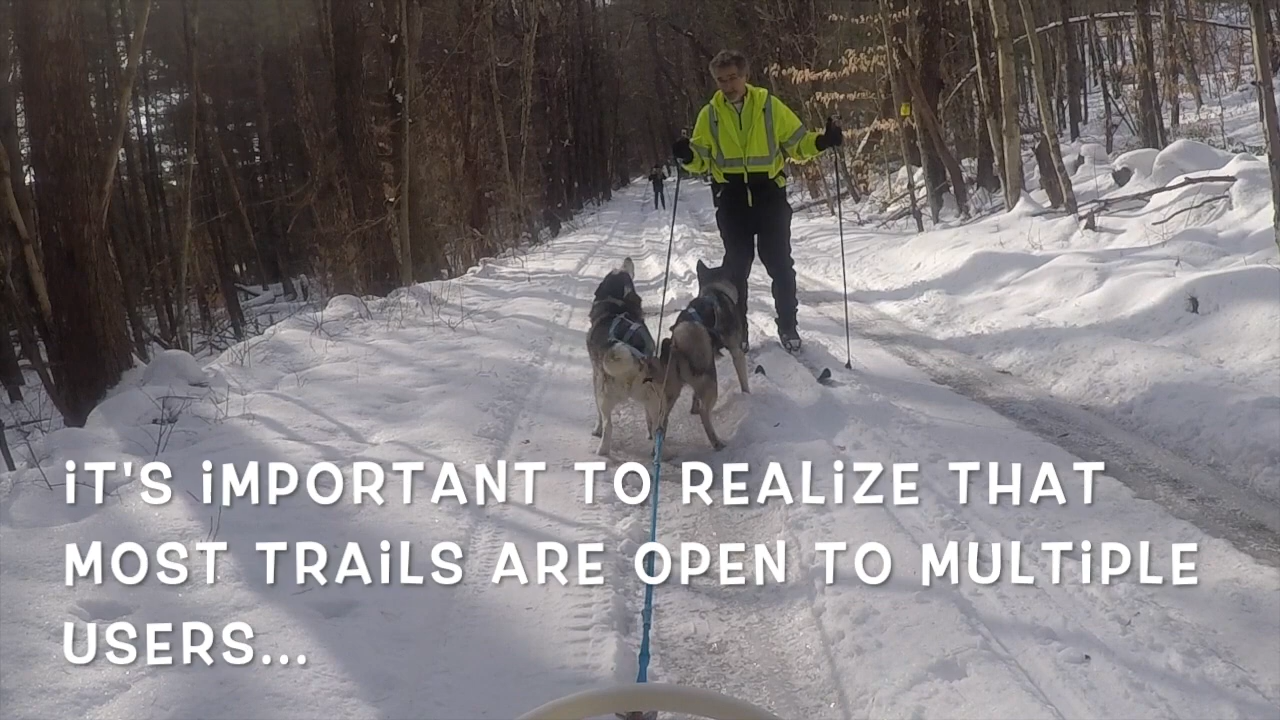 iT'S iMPORTANT TO REALiZE THAT
MOST TRAiLS ARE OPEN TO MULTiPLE
USERS...